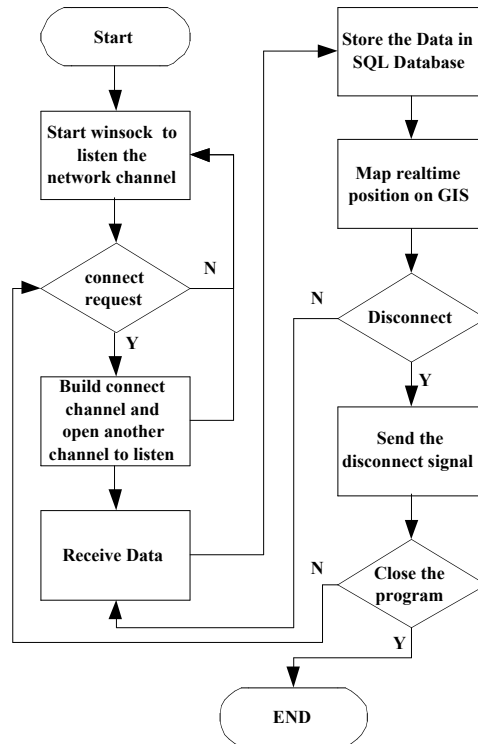 Start
Start winsock to
listen the
network channel
connect
request
N
Y
Build connect
channel and
open another
channel to listen
Receive Data
Store the Data in
SQL Database
Map realtime
position on GIS
Disconnect
N
Y
Send the
disconnect signal
Close the
program
N
Y
END